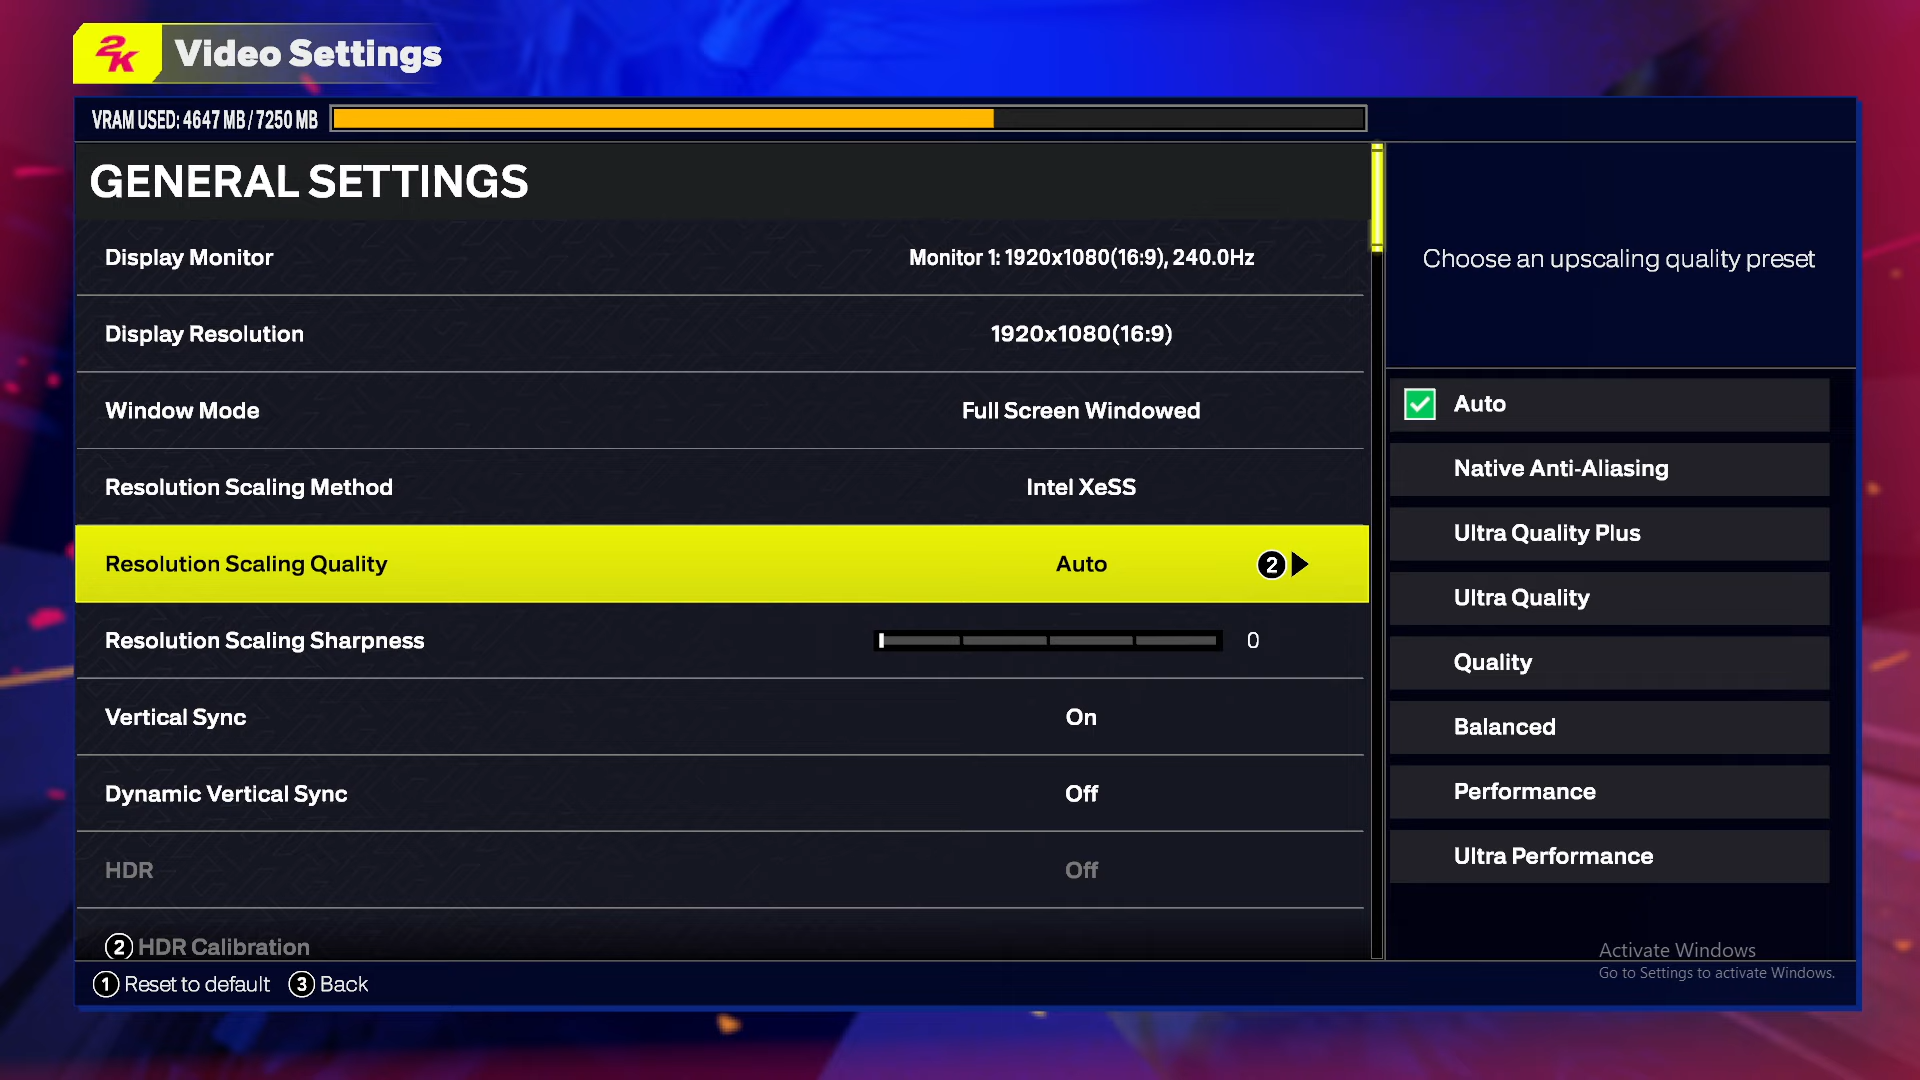 2K Video Settings
VRAM USED: 4647 MB / 7250 MB
GENERAL SETTINGS
Display Monitor Monitor 1: 1920x1080(16:9), 240.0Hz
Display Resolution 1920x1080(16:9)
Window Mode Full Screen Windowed
Resolution Scaling Method Intel XeSS
Resolution Scaling Quality Auto 2
Resolution Scaling Sharpness 0
Vertical Sync On
Dynamic Vertical Sync Off
HDR Off
2 HDR Calibration
1 Reset to default 3 Back
Choose an upscaling quality preset
Auto
Native Anti-Aliasing
Ultra Quality Plus
Ultra Quality
Quality
Balanced
Performance
Ultra Performance
Activate Windows
Go to Settings to activate Windows.